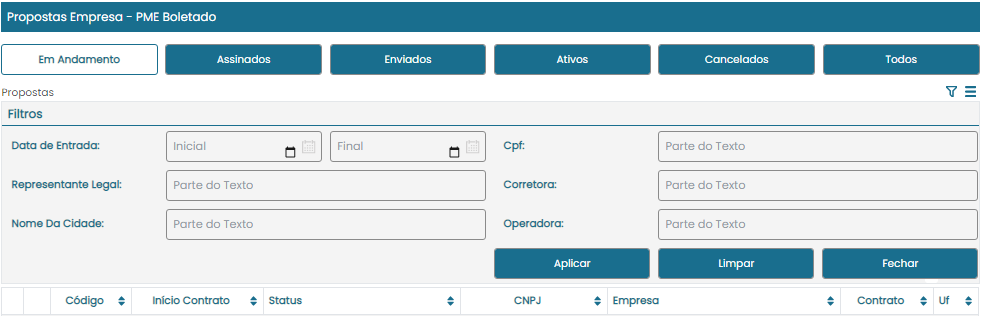 Propostas Empresa - PME Boletado
Em Andamento Assinados Enviados Ativos Cancelados Todos
Propostas
Filtros
Data de Entrada: Inicial Final Cpf: Parte do Texto
Representante Legal: Parte do Texto Corretora: Parte do Texto
Nome Da Cidade: Parte do Texto Operadora: Parte do Texto
Aplicar Limpar Fechar
Código Início Contrato Status CNPJ Empresa Contrato Uf